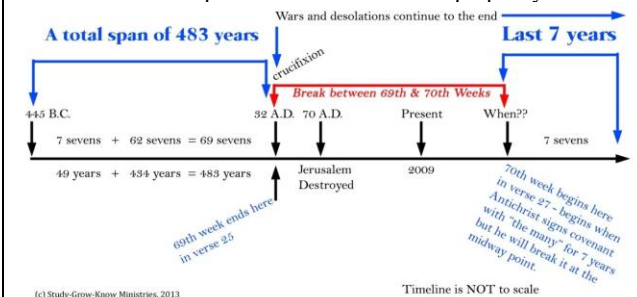 Wars and desolations continue to the end
A total span of 483 years
Last 7 years
crucifixion
Break between 69th & 70th Weeks
445 B.C.
32 A.D.
70 A.D.
Present
When??
7 sevens + 62 sevens = 69 sevens
7 sevens
49 years + 434 years = 483 years
Jerusalem
Destroyed
2009
69th week ends here
in verse 25
70th week begins here
in verse 27 - begins when
Antichrist signs covenant
with "the many" for 7 years
but he will break it at the
midway point.
(c) Study-Grow-Know Ministries, 2013
Timeline is NOT to scale